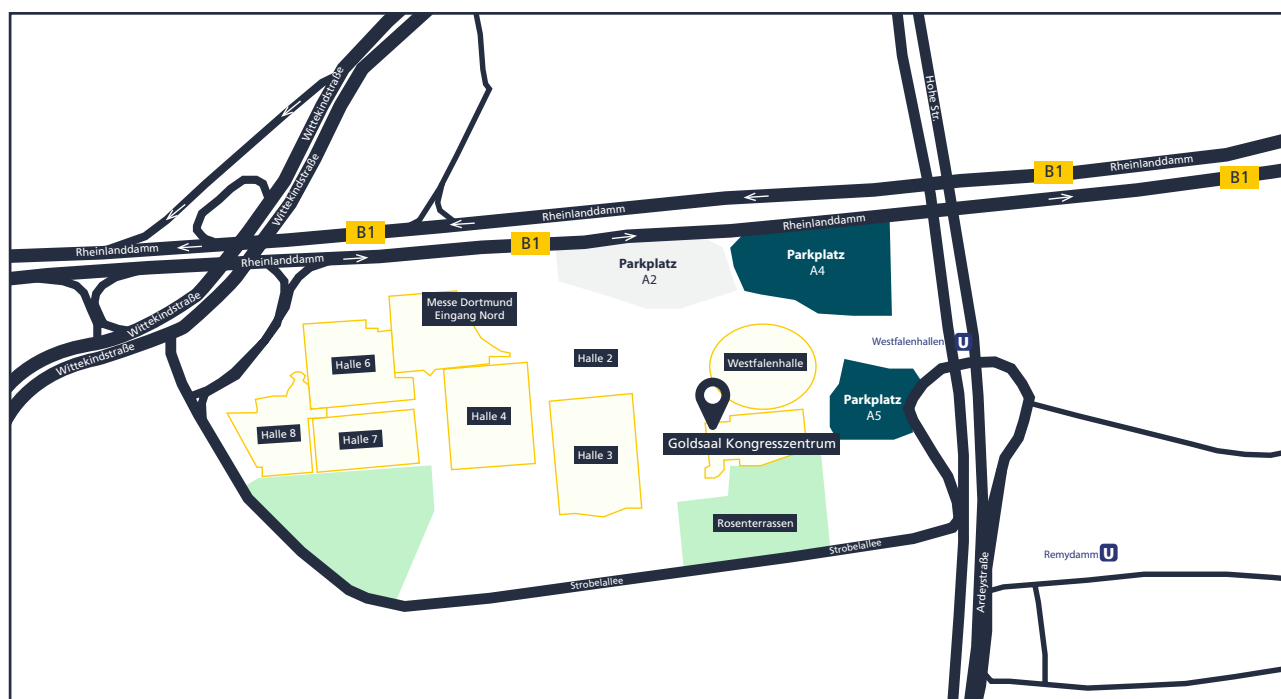 Wittekindstraße
Hohe Str.
Wittekindstraße
B1
Rheinlanddamm
B1
Rheinlanddamm
Rheinlanddamm
B1
B1
Rheinlanddamm
Rheinlanddamm
Parkplatz
A2
Parkplatz
A4
Wittekindstraße
Wittekindstraße
Messe Dortmund
Eingang Nord
Westfalenhallen U
Halle 6
Halle 2
Westfalenhalle
Parkplatz
A5
Halle 4
Halle 8
Halle 7
Goldsaal Kongresszentrum
Halle 3
Rosenterrassen
Strobelallee
Strobelallee
Remydamm U
Ardeystraße